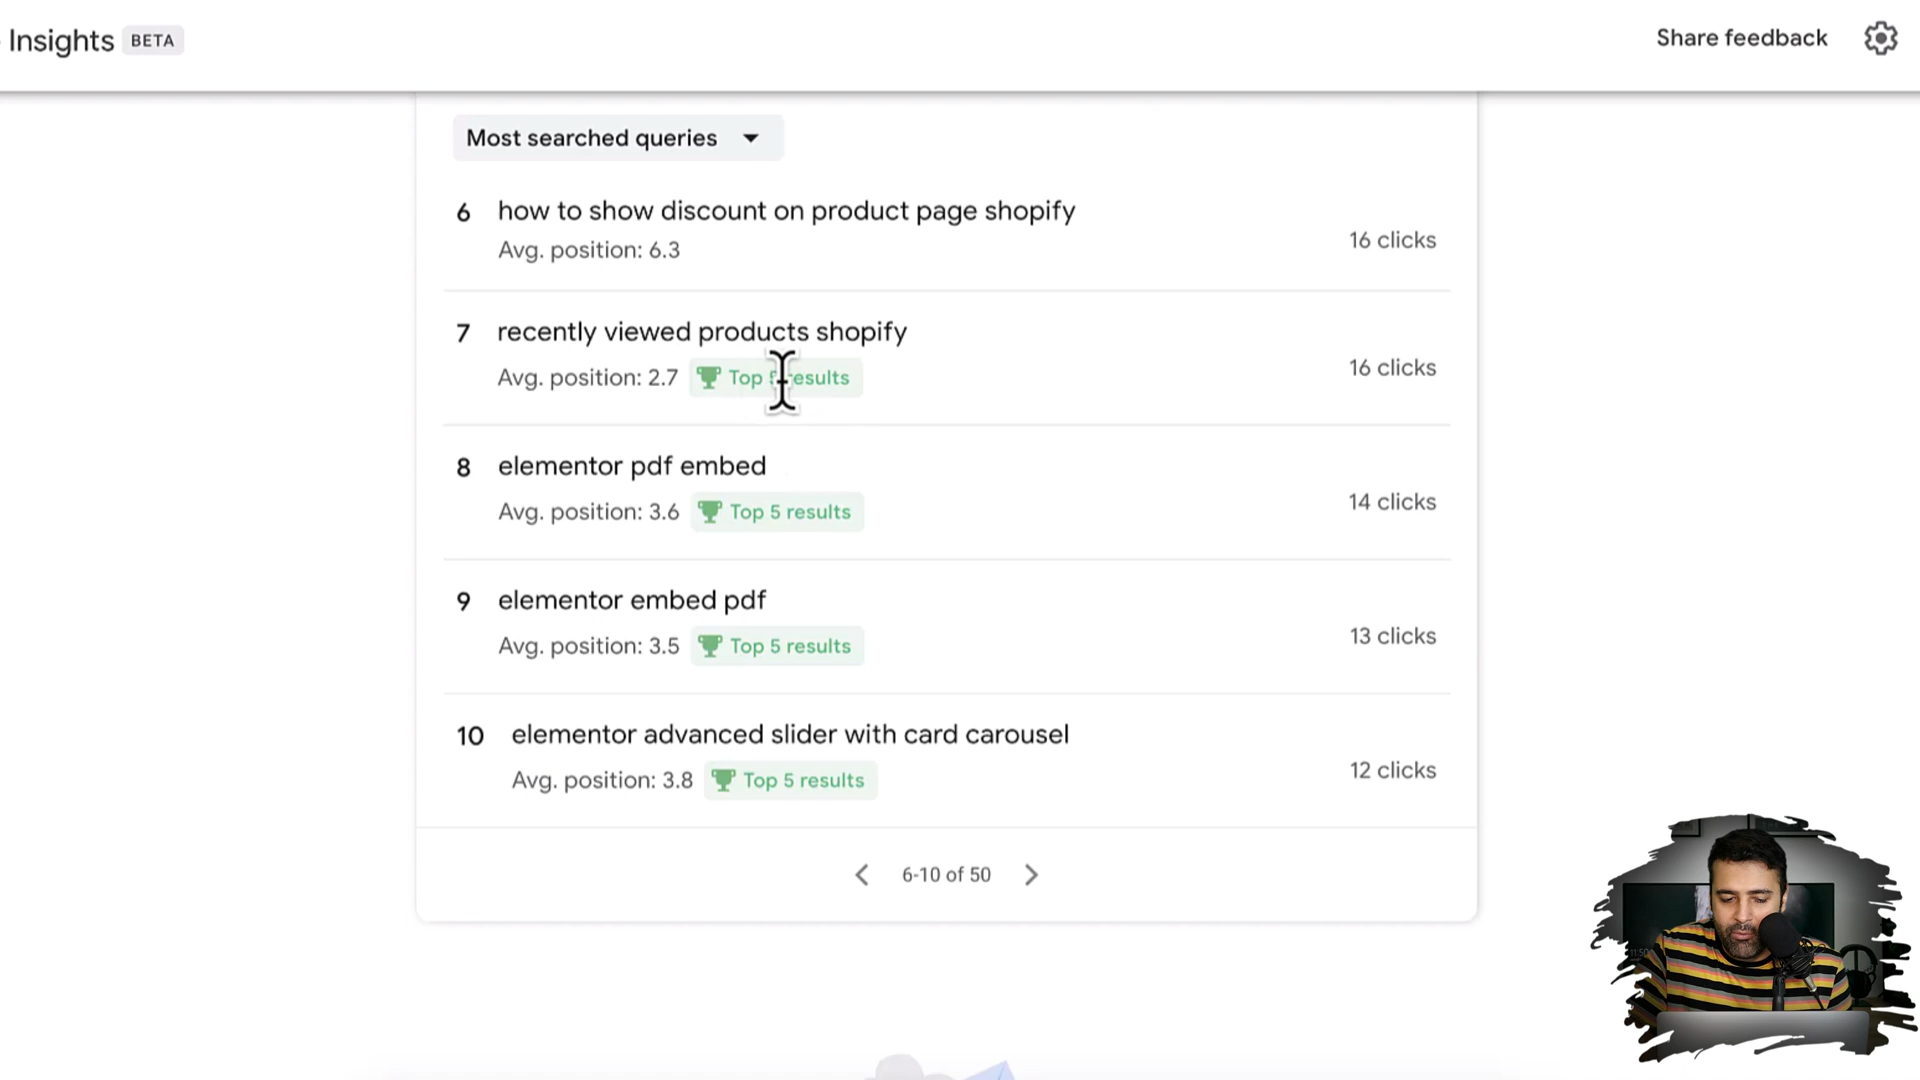 Insights BETA
Share feedback
Most searched queries
6 how to show discount on product page shopify
Avg. position: 6.3
16 clicks
7 recently viewed products shopify
Avg. position: 2.7 Top 5 results
16 clicks
8 elementor pdf embed
Avg. position: 3.6 Top 5 results
14 clicks
9 elementor embed pdf
Avg. position: 3.5 Top 5 results
13 clicks
10 elementor advanced slider with card carousel
Avg. position: 3.8 Top 5 results
12 clicks
6-10 of 50